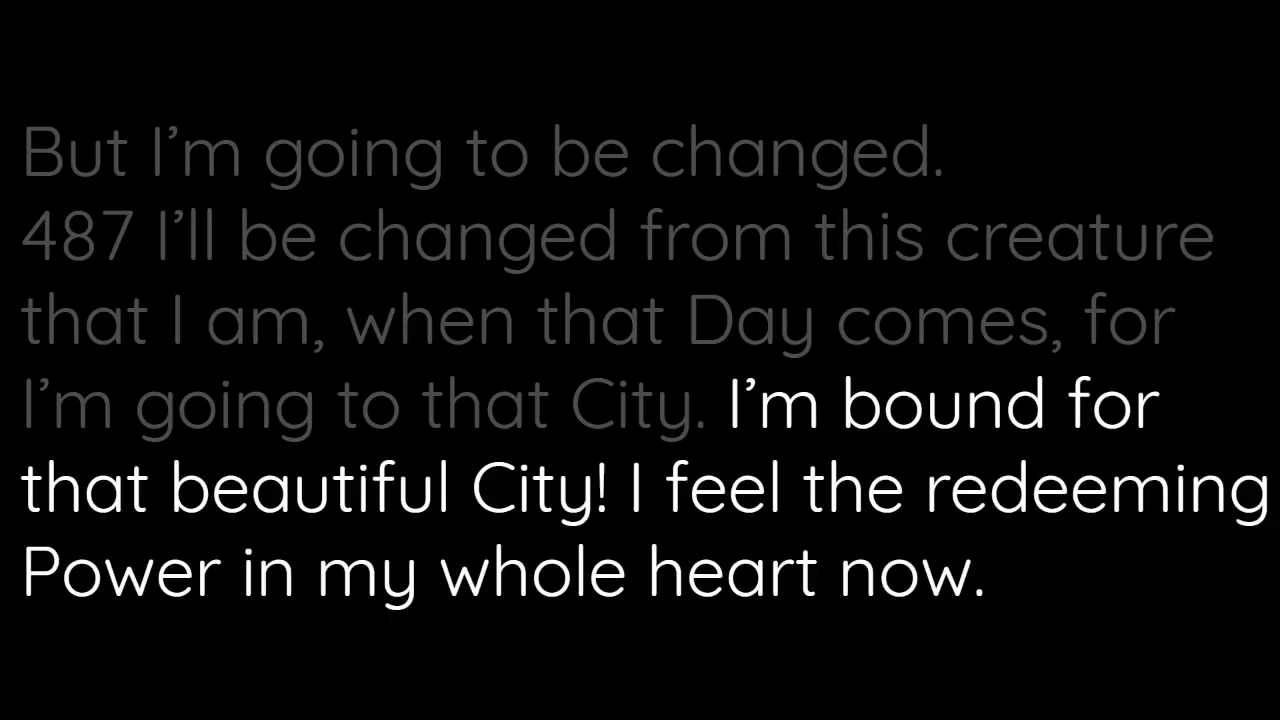 But I’m going to be changed.
487 I’ll be changed from this creature
that I am, when that Day comes, for
I’m going to that City. I’m bound for
that beautiful City! I feel the redeeming
Power in my whole heart now.